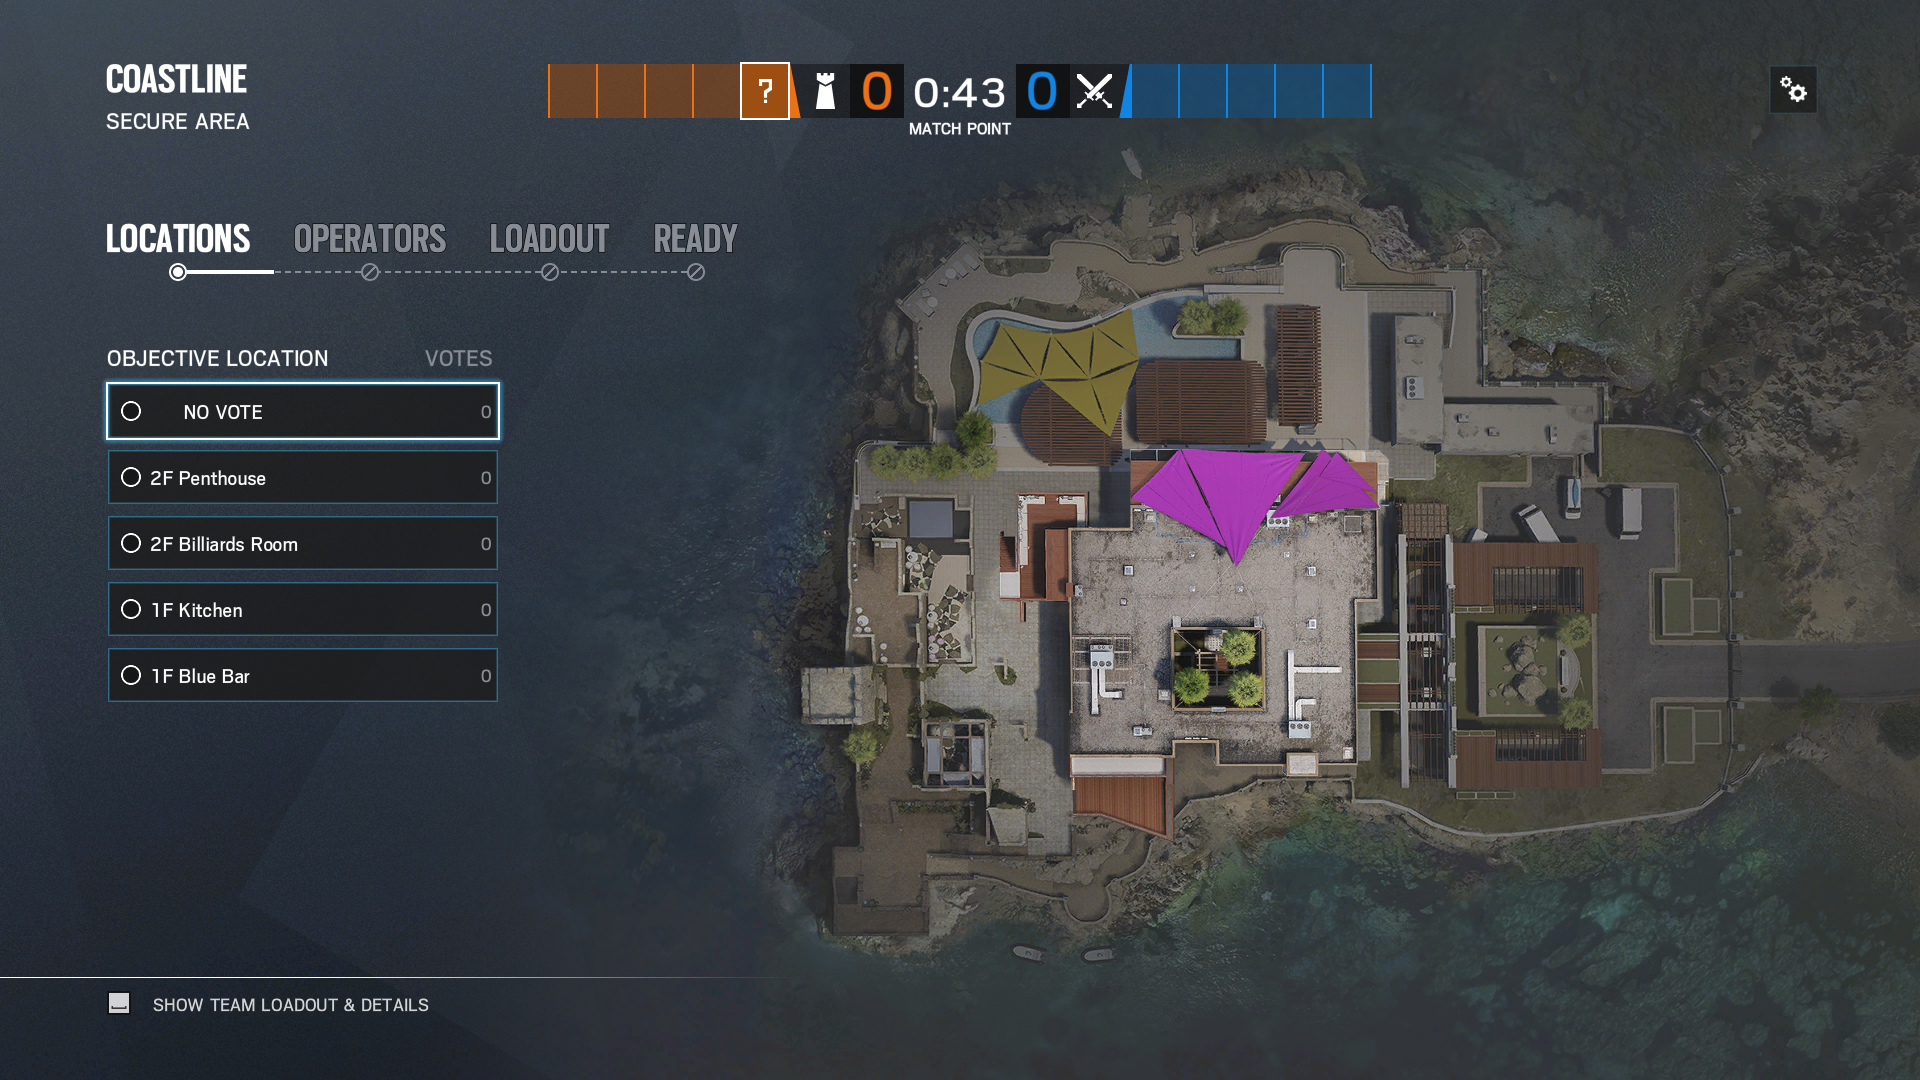 COASTLINE
SECURE AREA
? 0 0:43 0
MATCH POINT
LOCATIONS OPERATORS LOADOUT READY
OBJECTIVE LOCATION VOTES
NO VOTE 0
2F Penthouse 0
2F Billiards Room 0
1F Kitchen 0
1F Blue Bar 0
SHOW TEAM LOADOUT & DETAILS